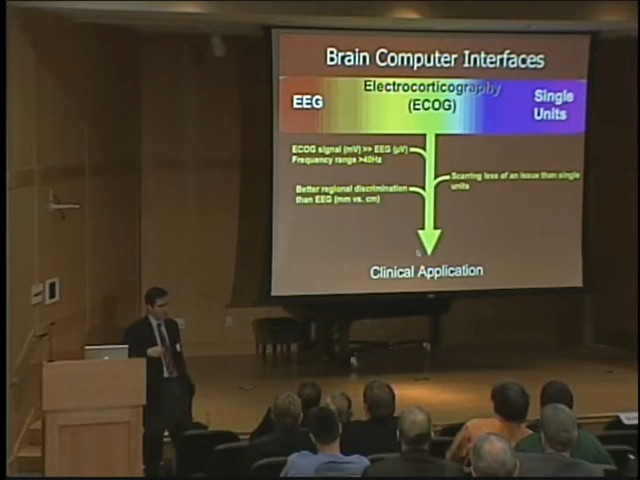 Brain Computer Interfaces
Electrocorticography
(ECOG)
EEG
Single
Units
ECOG signal (mV) >> EEG (µV)
Frequency range >40Hz
Scarring less of an issue than single
units
Better regional discrimination
than EEG (mm vs. cm)
Clinical Application